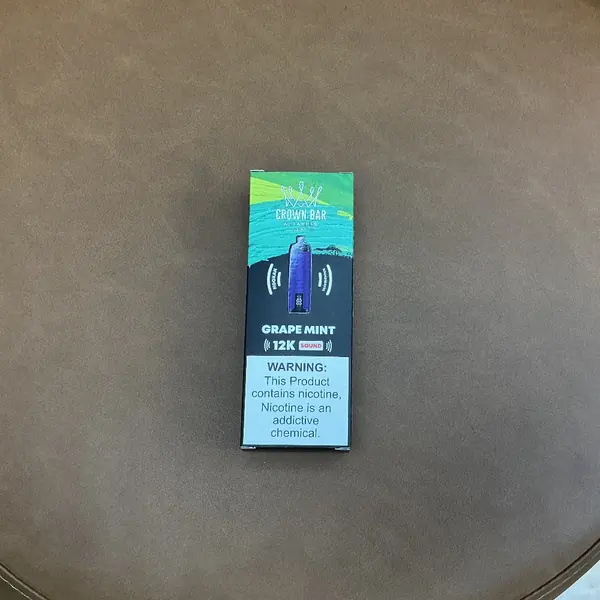 CROWN BAR
GRAPE MINT
12K SOUND
WARNING:
This Product
contains nicotine,
Nicotine is an
addictive
chemical.